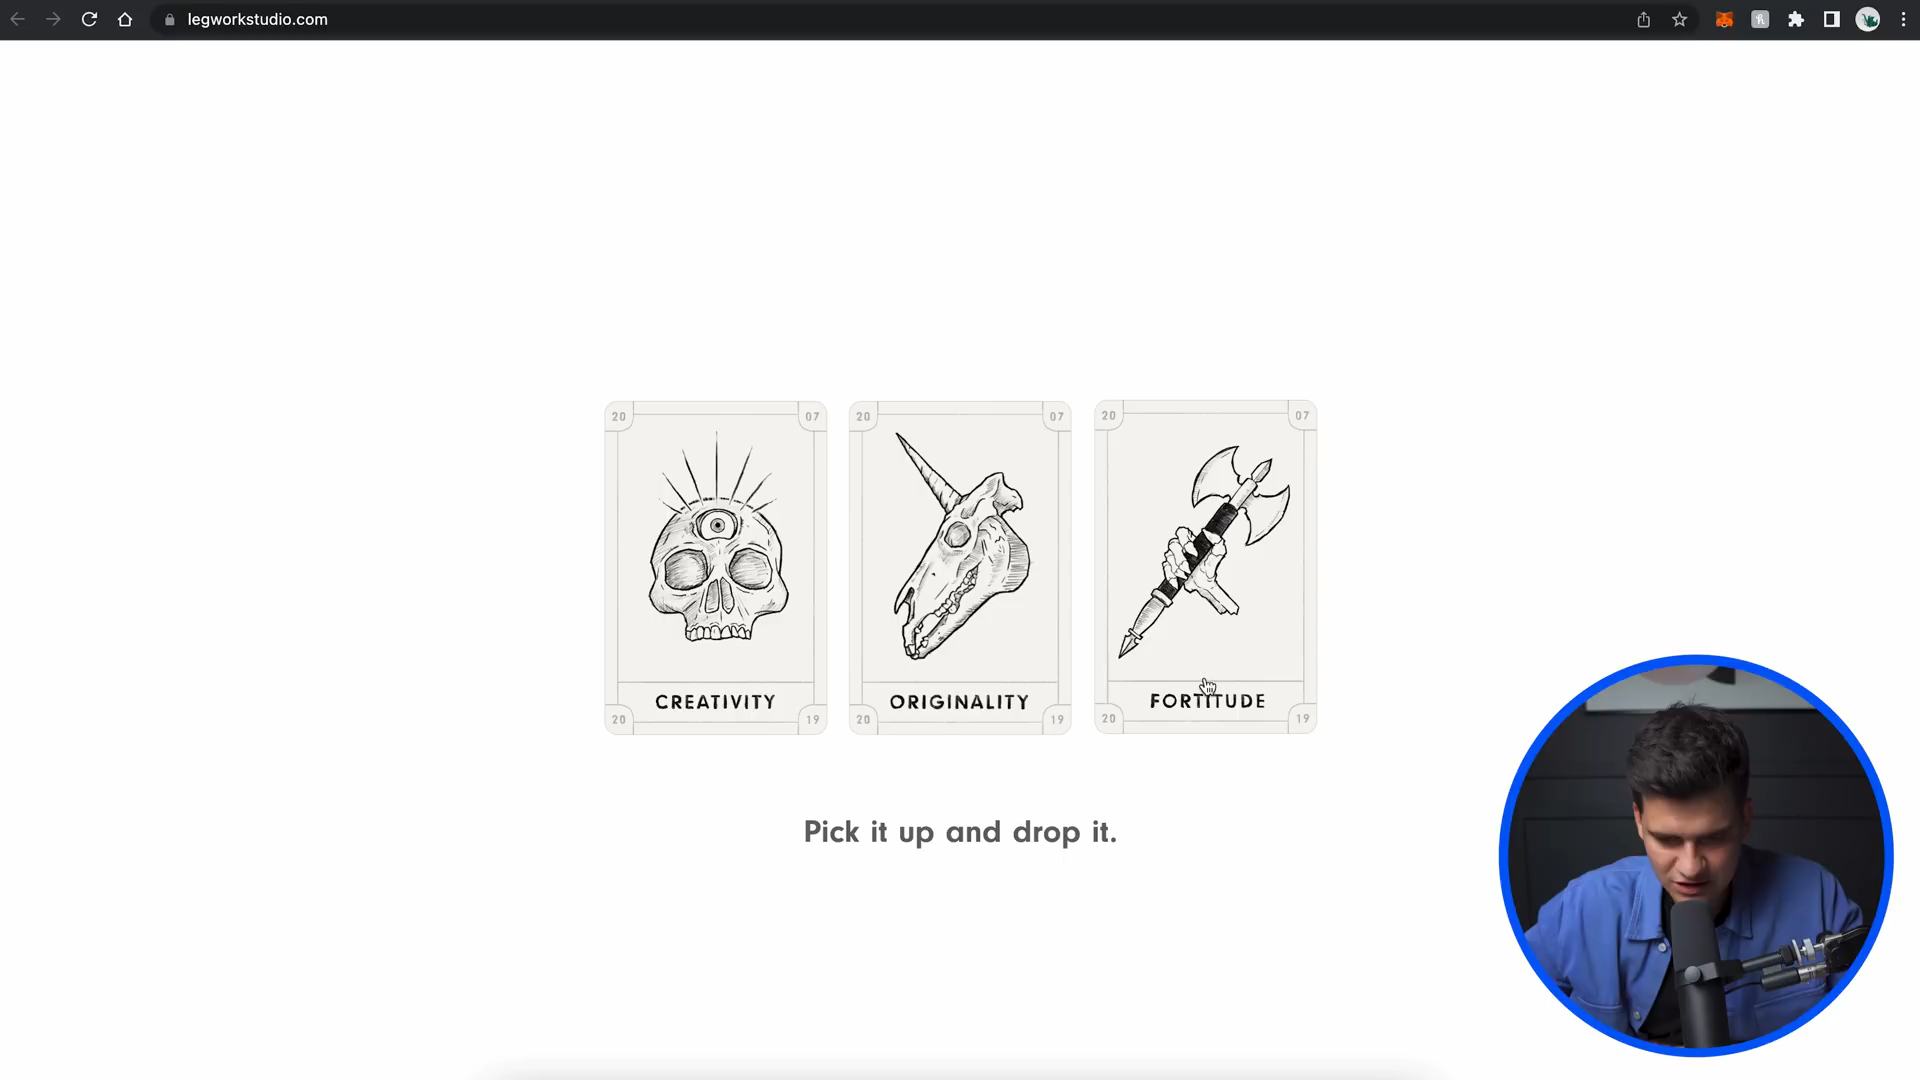 legworkstudio.com
20 07
CREATIVITY
20 19
20 07
ORIGINALITY
20 19
20 07
FORTITUDE
20 19
Pick it up and drop it.